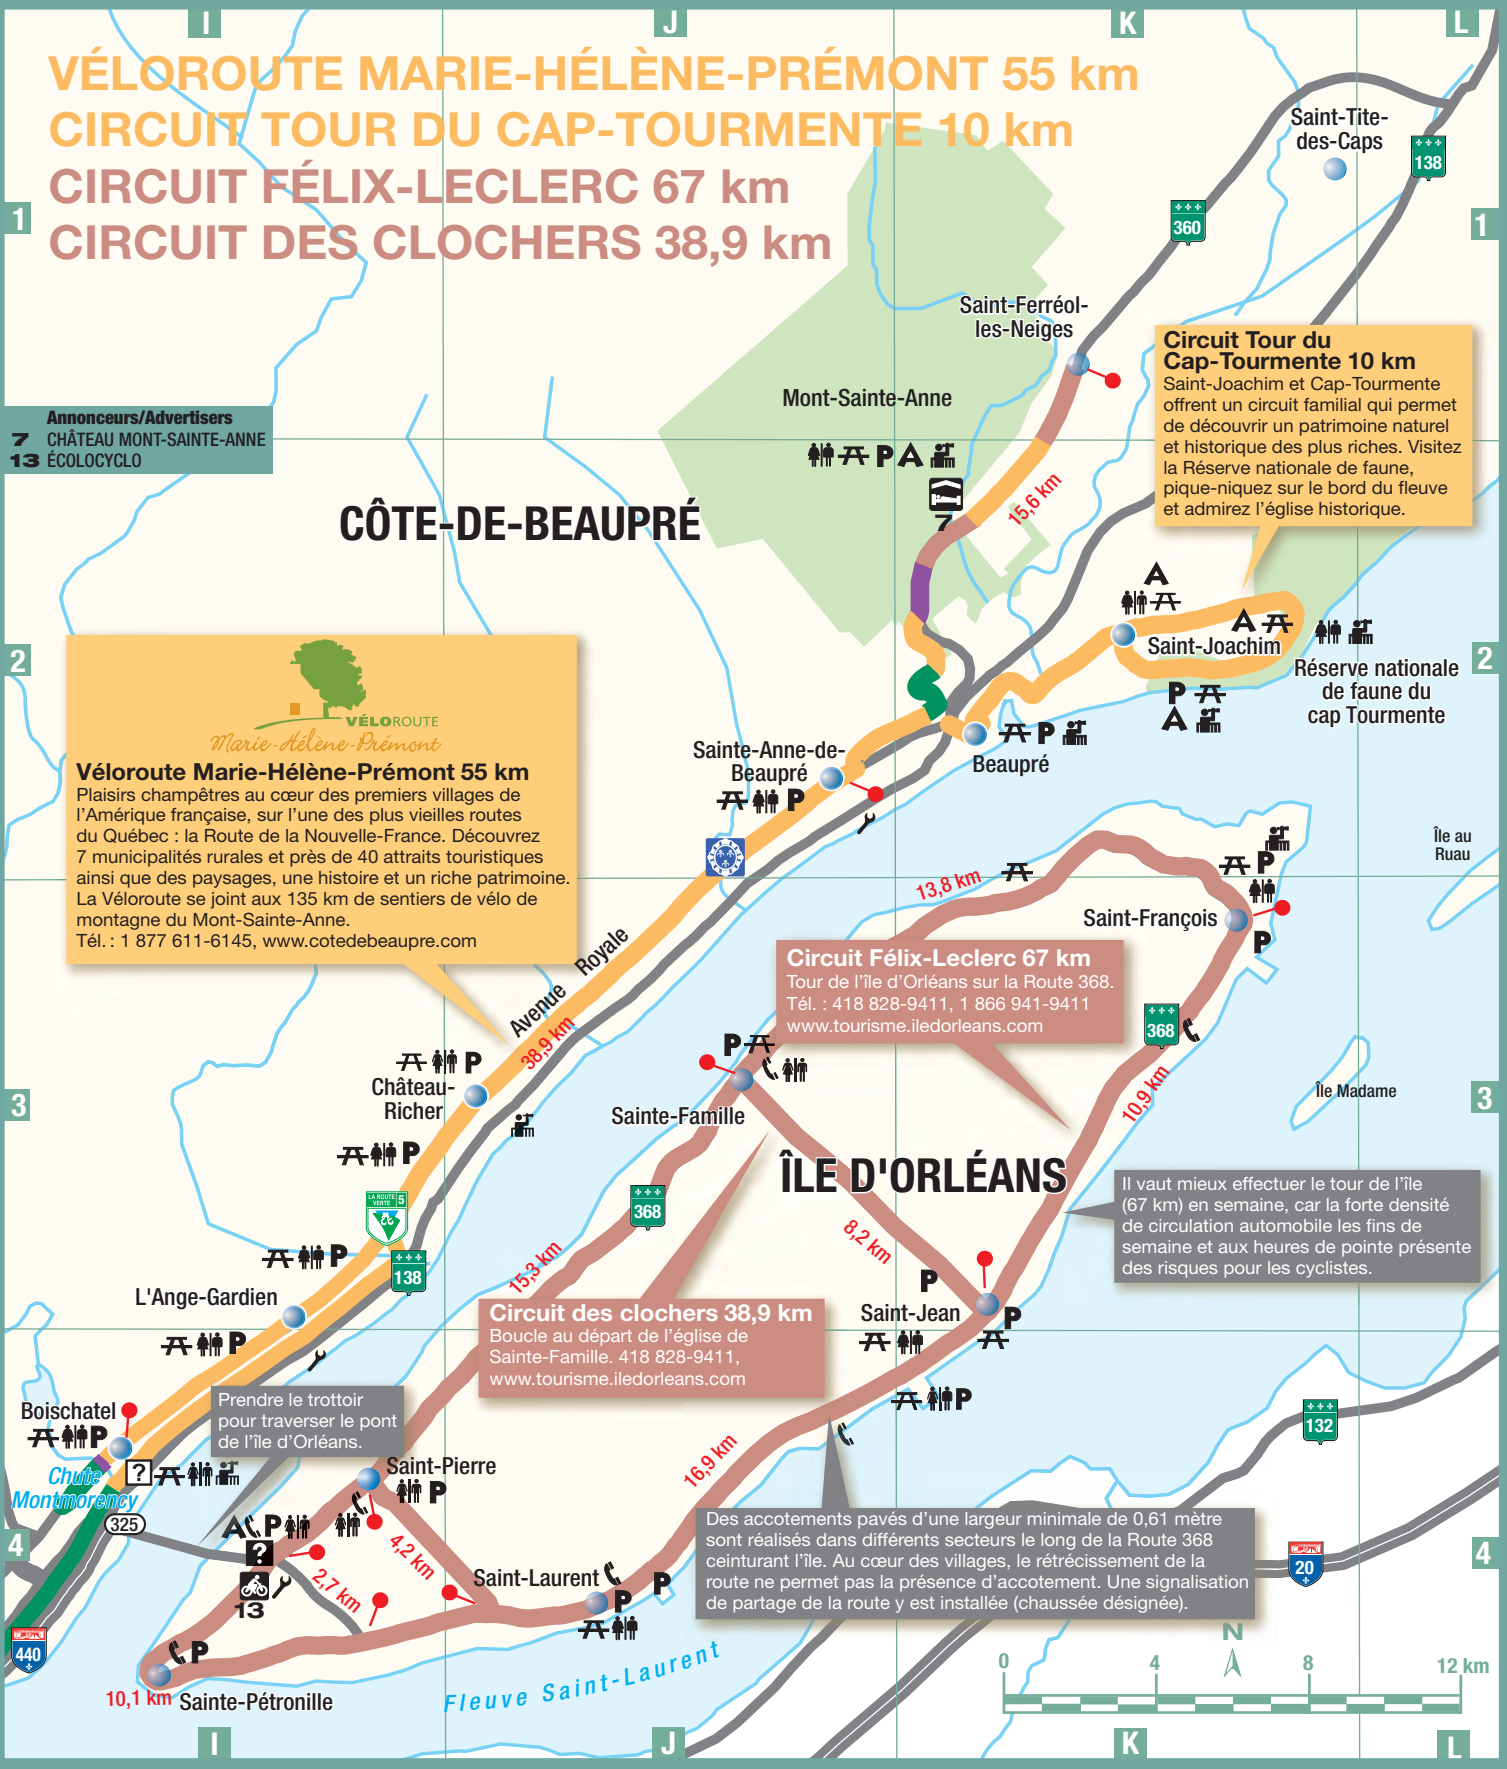 I
J
K
L
VÉLOROUTE MARIE-HÉLÈNE-PRÉMONT 55 km
CIRCUIT TOUR DU CAP-TOURMENTE 10 km
CIRCUIT FÉLIX-LECLERC 67 km
CIRCUIT DES CLOCHERS 38,9 km
Saint-Tite-
des-Caps
138
1
1
360
Saint-Ferréol-
les-Neiges
Circuit Tour du
Cap-Tourmente 10 km
Saint-Joachim et Cap-Tourmente
offrent un circuit familial qui permet
de découvrir un patrimoine naturel
et historique des plus riches. Visitez
la Réserve nationale de faune,
pique-niquez sur le bord du fleuve
et admirez l'église historique.
Mont-Sainte-Anne
Annonceurs/Advertisers
7 CHÂTEAU MONT-SAINTE-ANNE
13 ÉCOLOCYCLO
P
7
15,6 km
CÔTE-DE-BEAUPRÉ
2
2
Saint-Joachim
Réserve nationale
de faune du
cap Tourmente
P
VÉLOROUTE
Marie-Hélène-Prémont
Véloroute Marie-Hélène-Prémont 55 km
Plaisirs champêtres au cœur des premiers villages de
l'Amérique française, sur l'une des plus vieilles routes
du Québec : la Route de la Nouvelle-France. Découvrez
7 municipalités rurales et près de 40 attraits touristiques
ainsi que des paysages, une histoire et un riche patrimoine.
La Véloroute se joint aux 135 km de sentiers de vélo de
montagne du Mont-Sainte-Anne.
Tél. : 1 877 611-6145, www.cotedebeaupre.com
Sainte-Anne-de-
Beaupré
P
P
Beaupré
Île au
Ruau
P
13,8 km
Saint-François
P
Avenue Royale
38,9 km
Circuit Félix-Leclerc 67 km
Tour de l'île d'Orléans sur la Route 368.
Tél. : 418 828-9411, 1 866 941-9411
www.tourisme.iledorleans.com
368
P
Château-
Richer
P
Sainte-Famille
10,9 km
Île Madame
3
3
P
ÎLE D'ORLÉANS
LA ROUTE
VERTE 5
368
Il vaut mieux effectuer le tour de l'île
(67 km) en semaine, car la forte densité
de circulation automobile les fins de
semaine et aux heures de pointe présente
des risques pour les cyclistes.
8,2 km
P
138
15,3 km
L'Ange-Gardien
P
Circuit des clochers 38,9 km
Boucle au départ de l'église de
Sainte-Famille. 418 828-9411,
www.tourisme.iledorleans.com
P
Saint-Jean
P
P
132
Prendre le trottoir
pour traverser le pont
de l'île d'Orléans.
Boischatel
P
?
Chute
Montmorency
325
Saint-Pierre
P
16,9 km
Des accotements pavés d'une largeur minimale de 0,61 mètre
sont réalisés dans différents secteurs le long de la Route 368
ceinturant l'île. Au cœur des villages, le rétrécissement de la
route ne permet pas la présence d'accotement. Une signalisation
de partage de la route y est installée (chaussée désignée).
4
4
P
?
13
4,2 km
2,7 km
Saint-Laurent
P
P
20
440
P
10,1 km
Sainte-Pétronille
Fleuve Saint-Laurent
N
0
4
8
12 km
I
J
K
L